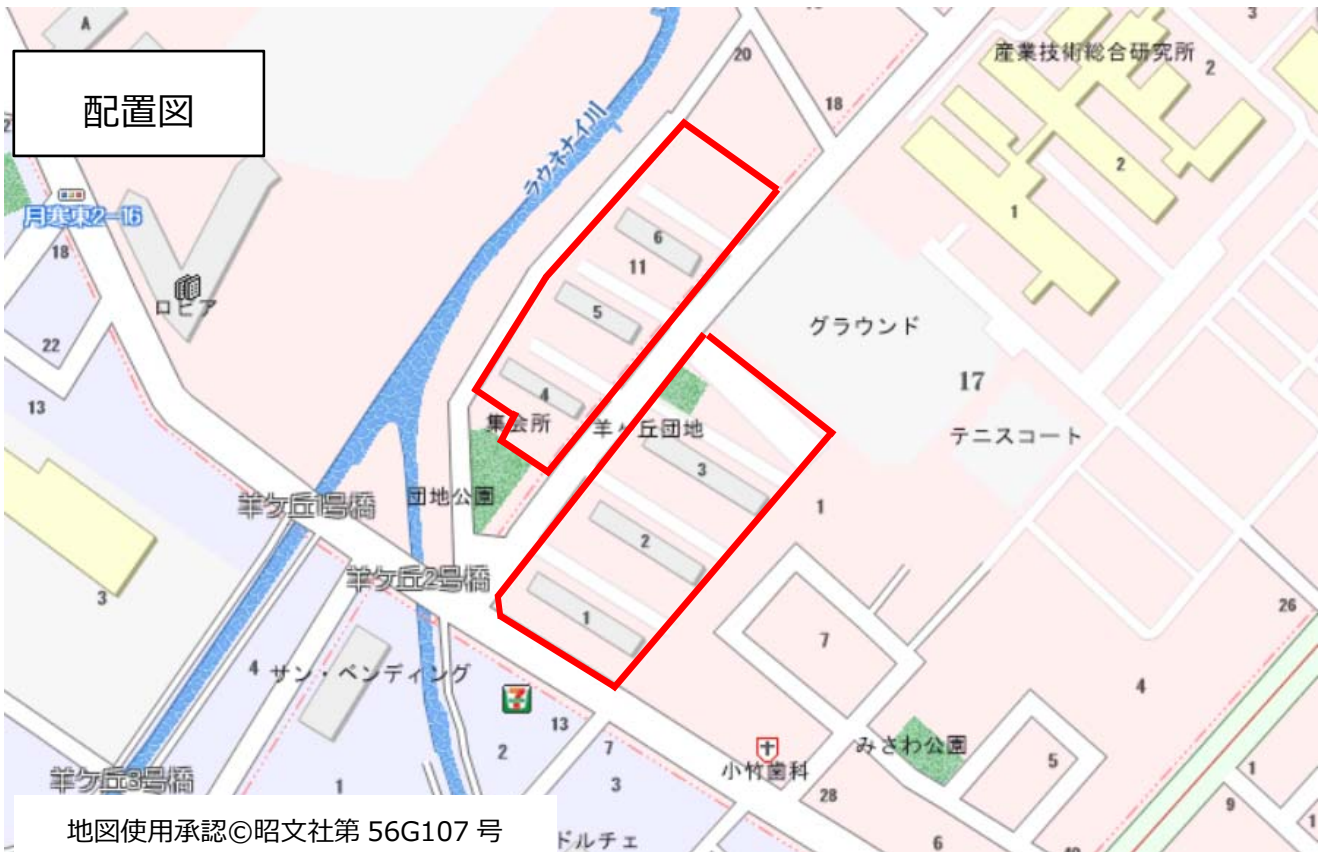 A
3
20
産業技術総合研究所
2
配置図
18
ラウネナイ川
2
1
月寒東2-16
6
18
11
ロピア
5
グラウンド
22
17
4
13
集会所
羊ヶ丘団地
テニスコート
3
団地公園
羊ケ丘1号橋
1
2
羊ケ丘2号橋
3
26
1
7
4
サン・ベンディング
4
7
13
みさわ公園
2
7
小竹歯科
5
羊ケ丘3号橋
1
1
3
28
9
1
地図使用承認©昭文社第 56G107 号
ドルチェ
6